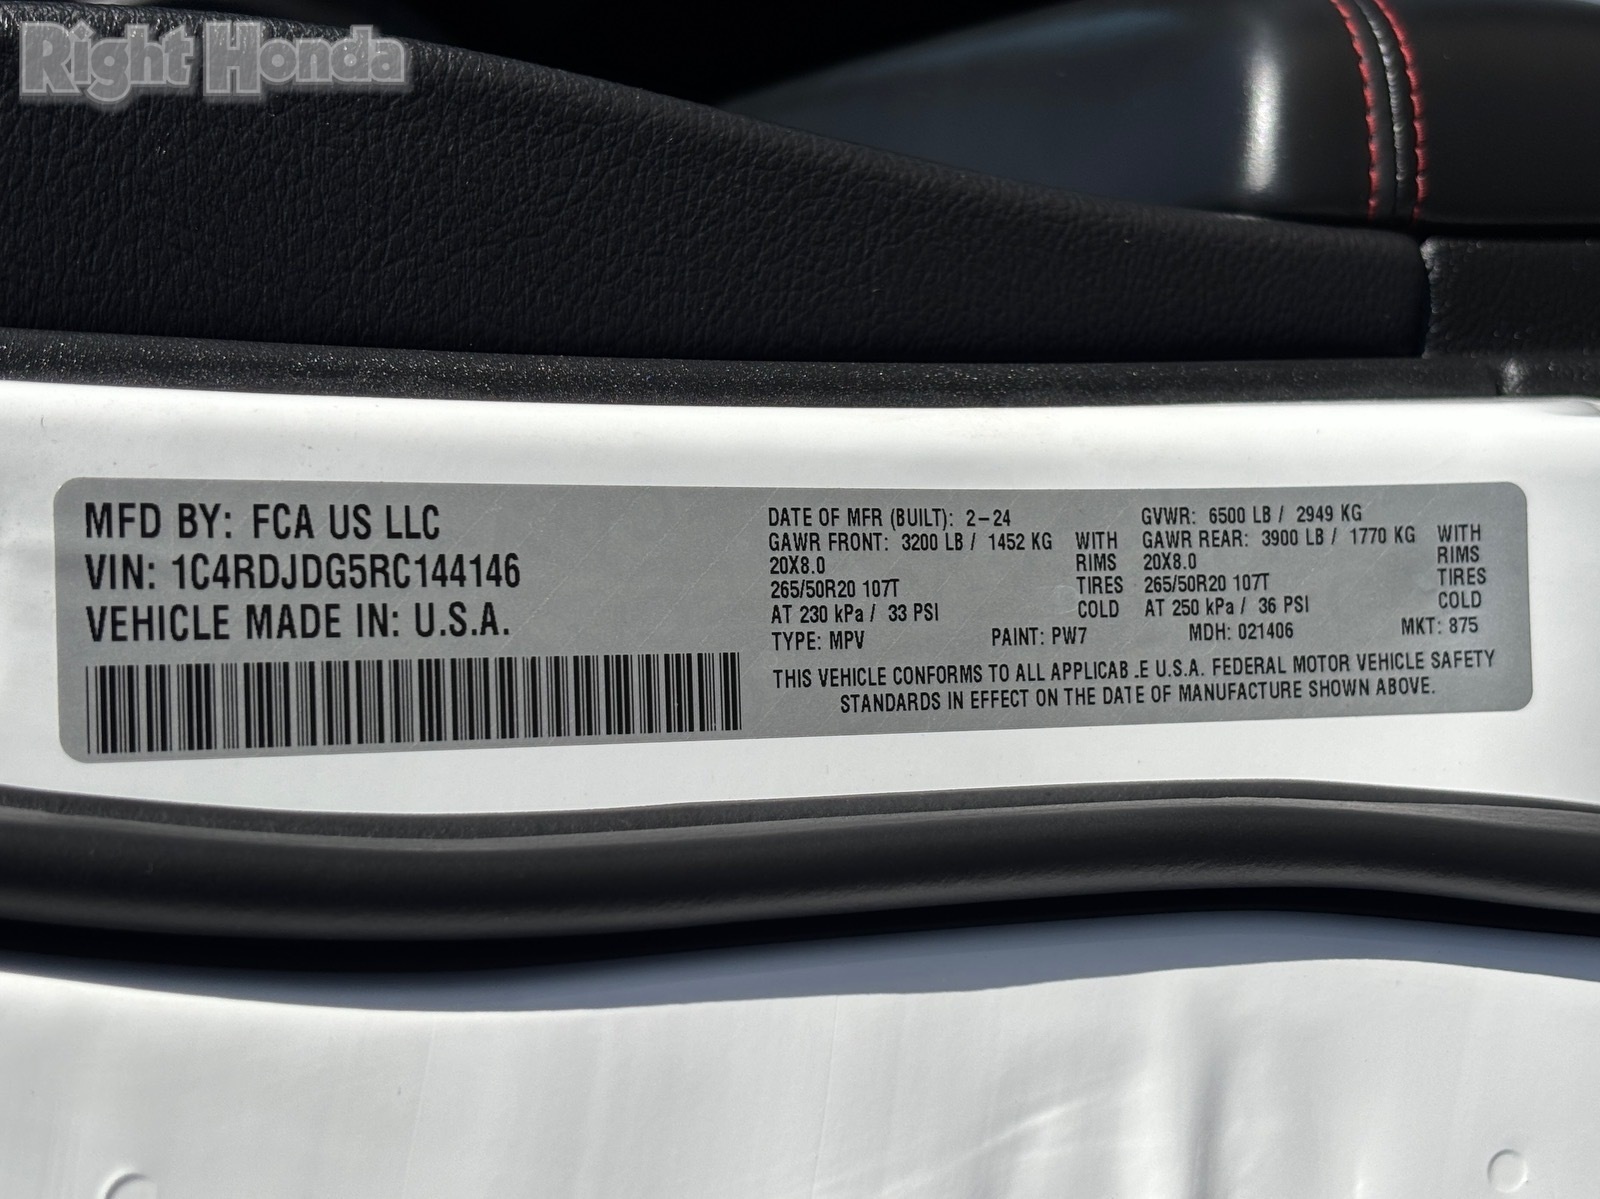 Right Honda
MFD BY: FCA US LLC
VIN: 1C4RDJDG5RC144146
VEHICLE MADE IN: U.S.A.
DATE OF MFR (BUILT): 2-24
GAWR FRONT: 3200 LB / 1452 KG WITH
20X8.0 RIMS
265/50R20 107T TIRES
AT 230 kPa / 33 PSI COLD
GVWR: 6500 LB / 2949 KG
GAWR REAR: 3900 LB / 1770 KG WITH
20X8.0 RIMS
265/50R20 107T TIRES
AT 250 kPa / 36 PSI COLD
TYPE: MPV PAINT: PW7 MDH: 021406 MKT: 875
THIS VEHICLE CONFORMS TO ALL APPLICAB.E U.S.A. FEDERAL MOTOR VEHICLE SAFETY
STANDARDS IN EFFECT ON THE DATE OF MANUFACTURE SHOWN ABOVE.